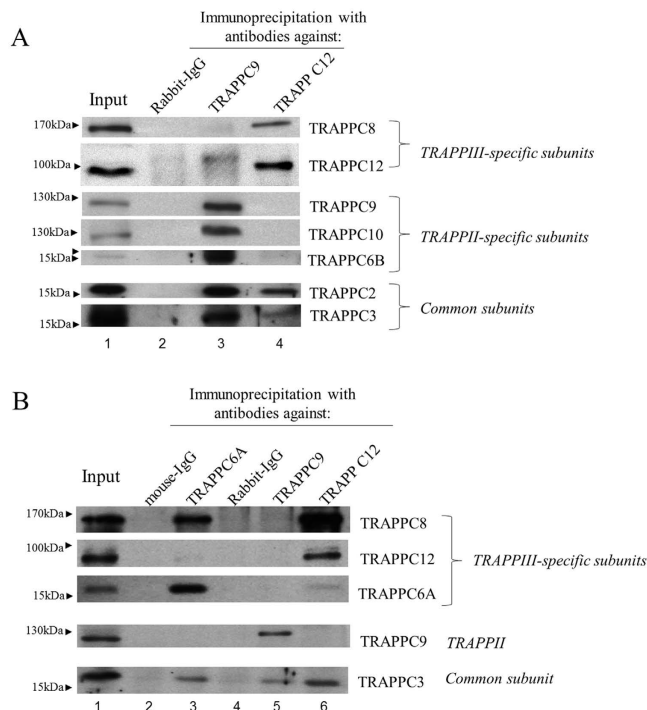 A
Immunoprecipitation with
antibodies against:
Input
Rabbit-IgG
TRAPPC9
TRAPP C12
170kDa
TRAPPC8
100kDa
TRAPPC12
TRAPPIII-specific subunits
130kDa
TRAPPC9
130kDa
TRAPPC10
15kDa
TRAPPC6B
TRAPPII-specific subunits
15kDa
TRAPPC2
15kDa
TRAPPC3
Common subunits
1 2 3 4
B
Immunoprecipitation with
antibodies against:
Input
mouse-IgG
TRAPPC6A
Rabbit-IgG
TRAPPC9
TRAPP C12
170kDa
TRAPPC8
100kDa
TRAPPC12
15kDa
TRAPPC6A
TRAPPIII-specific subunits
130kDa
TRAPPC9
TRAPPII
15kDa
TRAPPC3
Common subunit
1 2 3 4 5 6